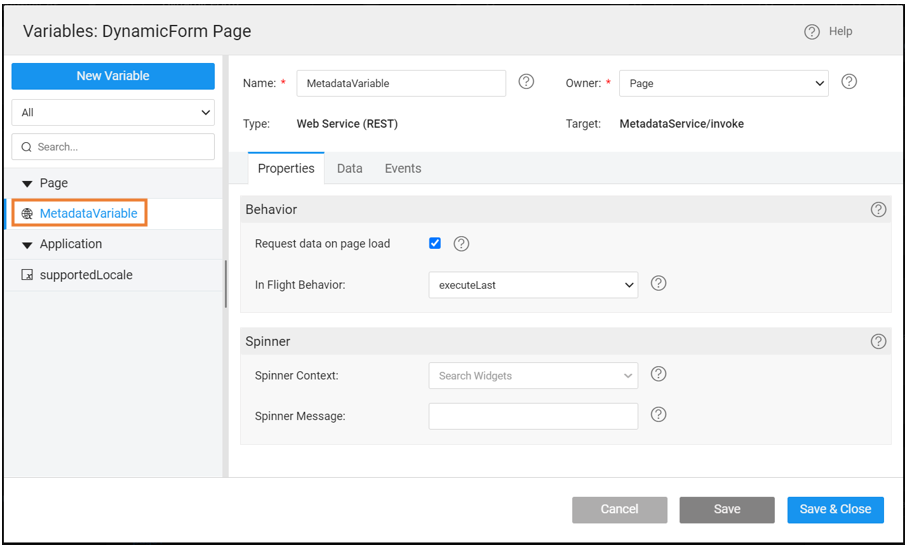 Variables: DynamicForm Page
Help
New Variable
All
Search...
Page
MetadataVariable
Application
supportedLocale
Name: * MetadataVariable
Owner: * Page
Type: Web Service (REST)
Target: MetadataService/invoke
Properties Data Events
Behavior
Request data on page load
In Flight Behavior: executeLast
Spinner
Spinner Context: Search Widgets
Spinner Message:
Cancel Save Save & Close